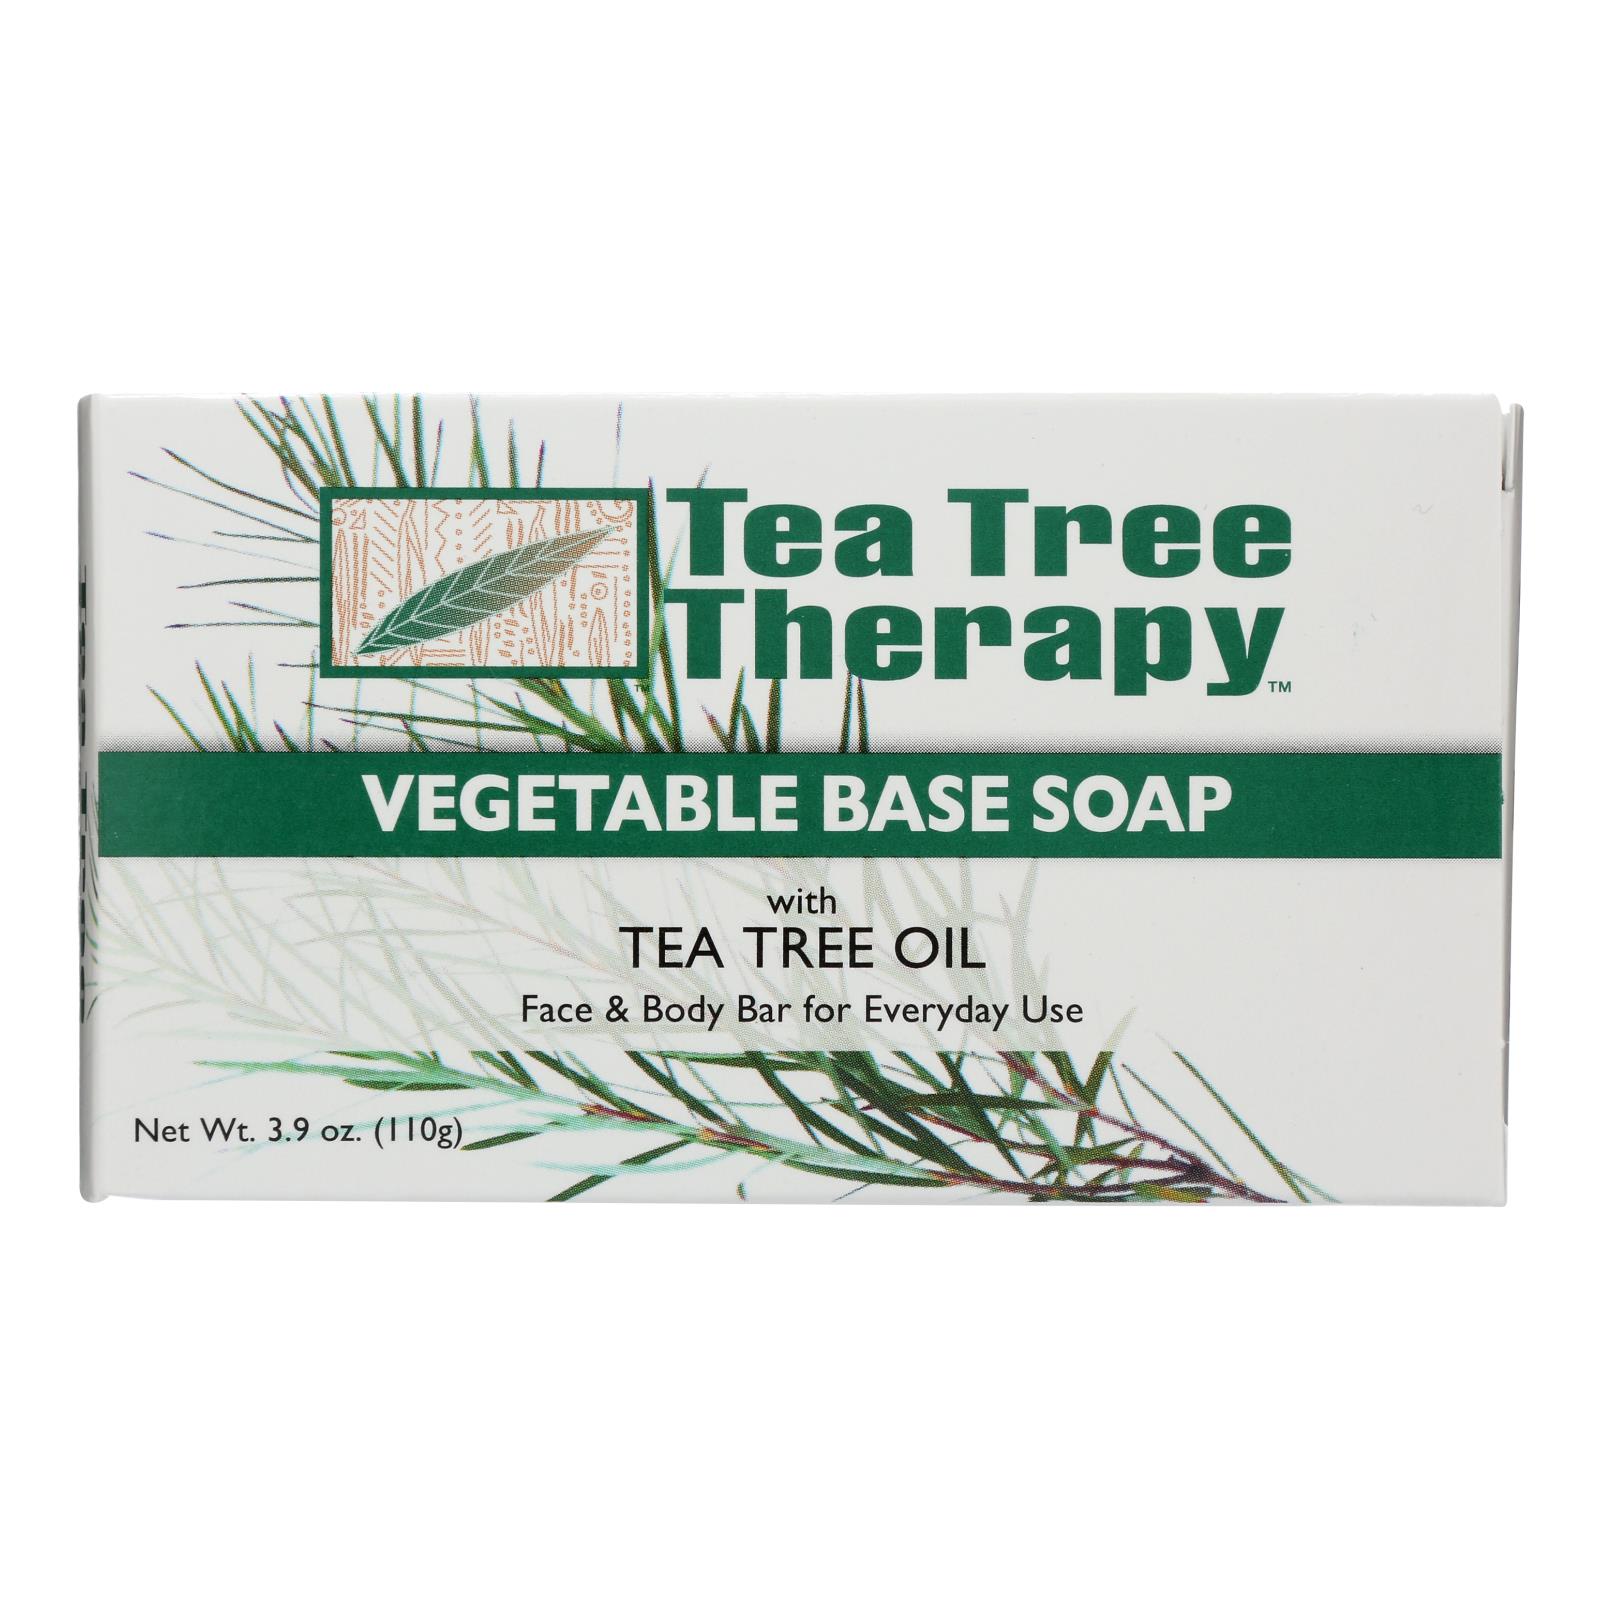 Tea Tree
Therapy™
™
VEGETABLE BASE SOAP
with
TEA TREE OIL
Face & Body Bar for Everyday Use
Net Wt. 3.9 oz. (110g)